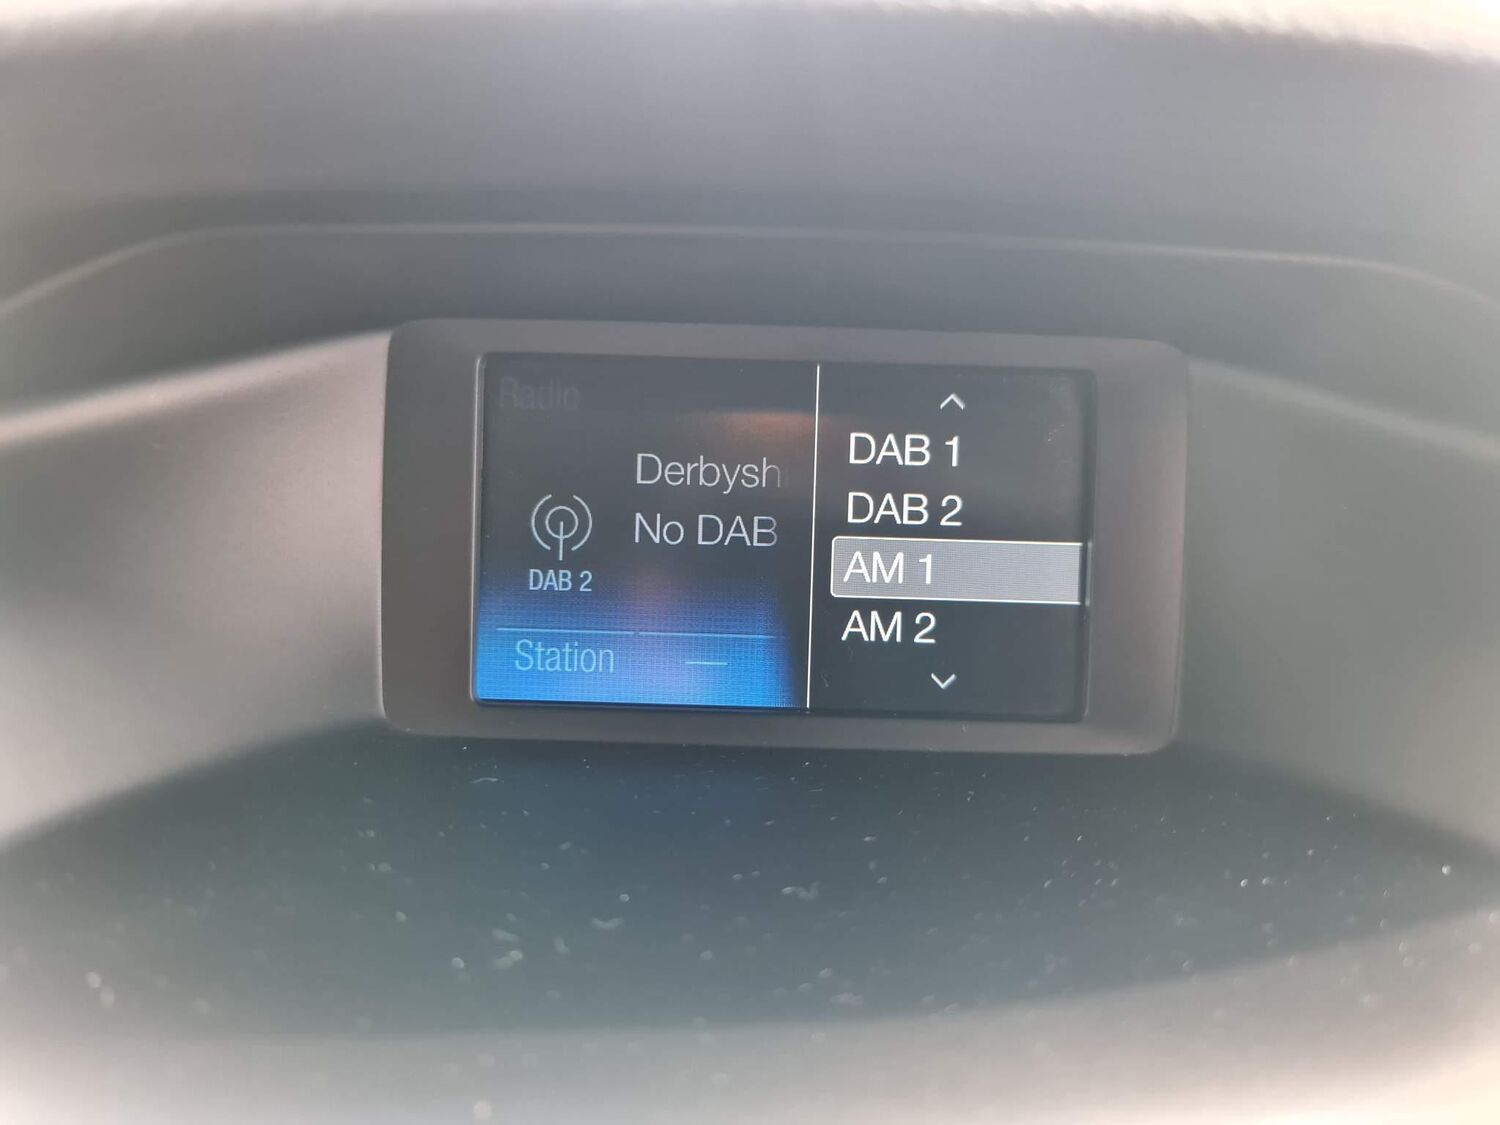 Radio
Derbysh
No DAB
DAB 2
Station
DAB 1
DAB 2
AM 1
AM 2